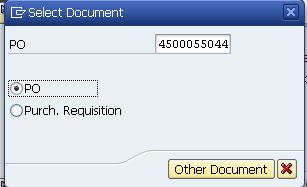 Select Document
PO 4500055044
PO
Purch. Requisition
Other Document